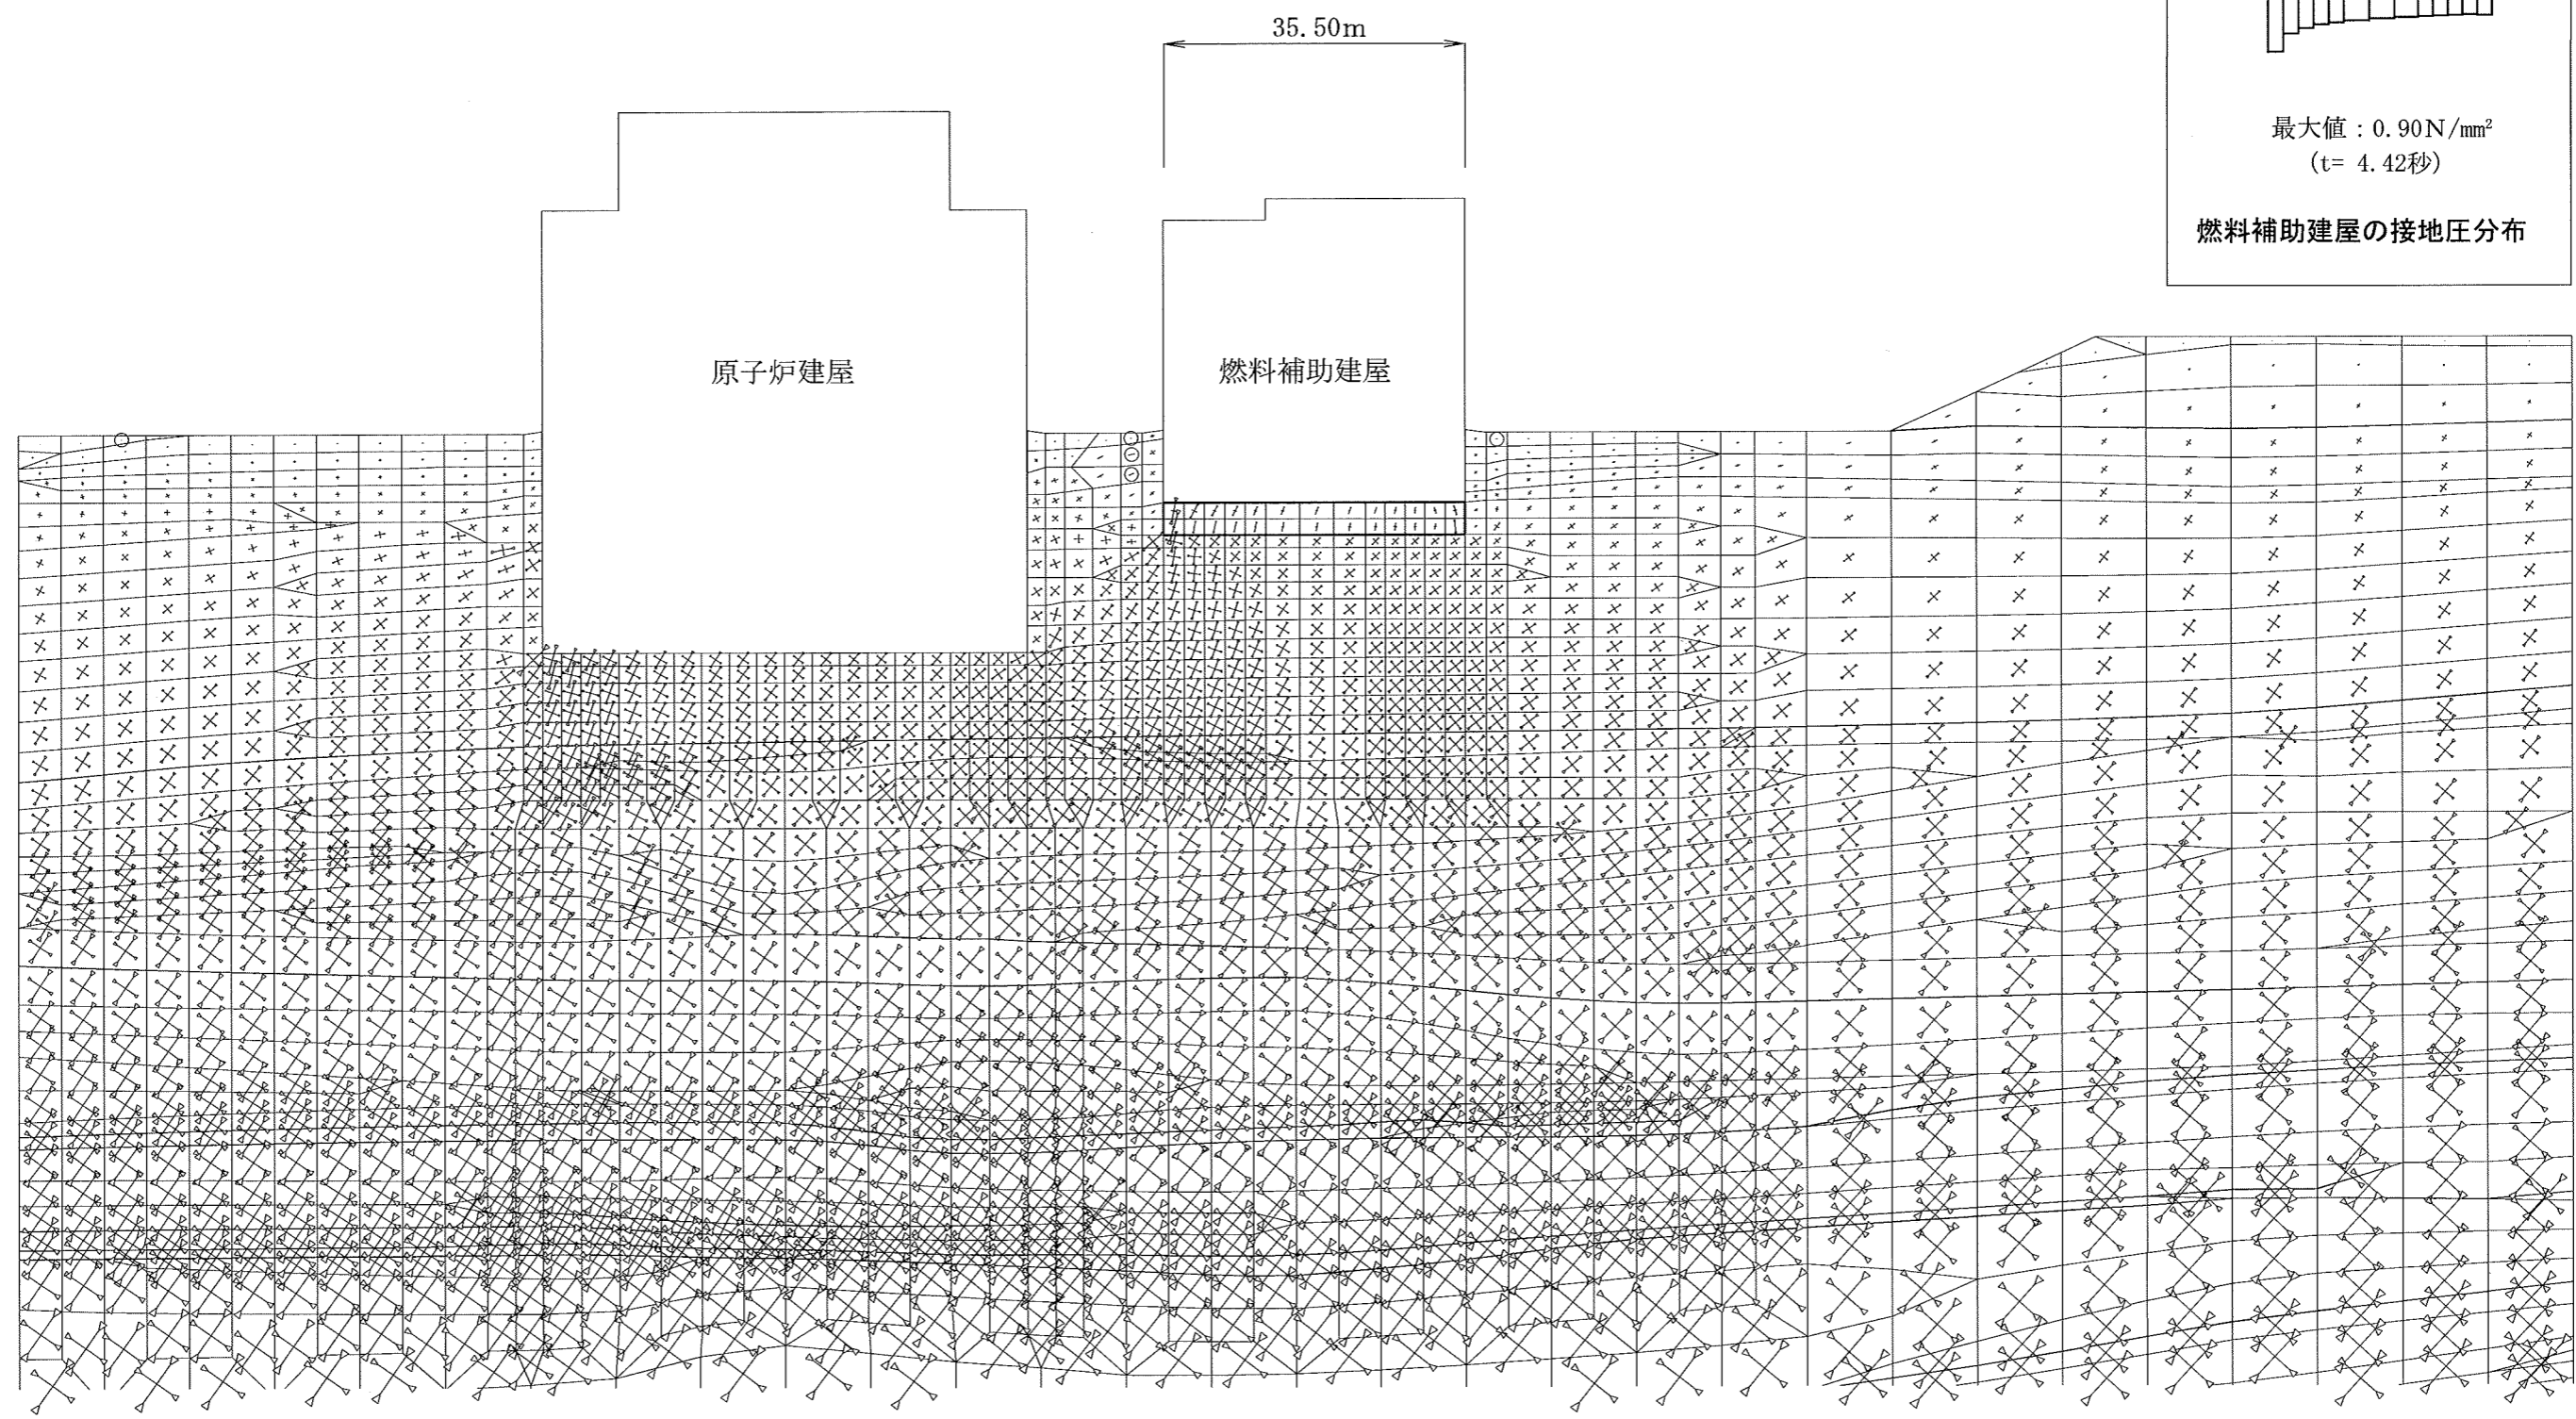 35.50m
最大値：0.90N/mm²
(t= 4.42秒)
燃料補助建屋の接地圧分布
原子炉建屋
燃料補助建屋